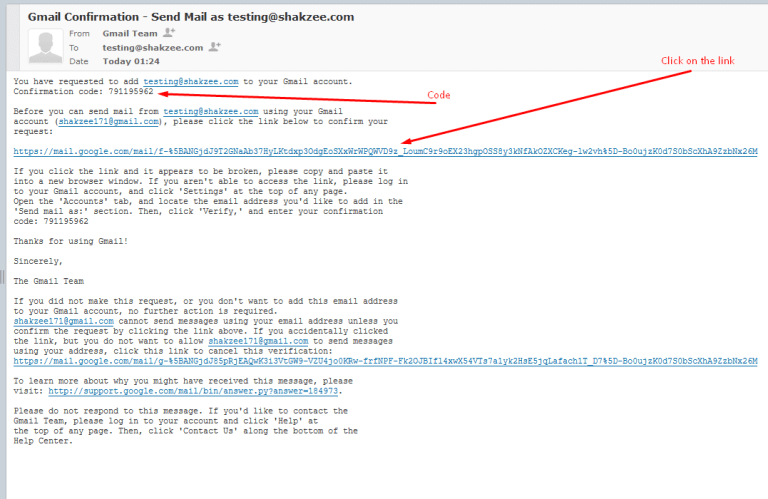 Gmail Confirmation - Send Mail as testing@shakzee.com
From Gmail Team
To testing@shakzee.com
Date Today 01:24
Click on the link
You have requested to add testing@shakzee.com to your Gmail account.
Confirmation code: 791195962
Code
Before you can send mail from testing@shakzee.com using your Gmail
account (shakzee171@gmail.com), please click the link below to confirm your
request:
https://mail.google.com/mail/f-%5BANGjdJ9T2GNaAb37HyLKtdxp3OdgEoSXxWrWPQWVD9z_LoumC9r9oEX23hgpOSS8y3kNfAkOZXCKeg-lw2vh%5D-Bo0ujzK0d7S0bScXhA9ZzbNx26M
If you click the link and it appears to be broken, please copy and paste it
into a new browser window. If you aren't able to access the link, please log in
to your Gmail account, and click 'Settings' at the top of any page.
Open the 'Accounts' tab, and locate the email address you'd like to add in the
'Send mail as:' section. Then, click 'Verify,' and enter your confirmation
code: 791195962
Thanks for using Gmail!
Sincerely,
The Gmail Team
If you did not make this request, or you don't want to add this email address
to your Gmail account, no further action is required.
shakzee171@gmail.com cannot send messages using your email address unless you
confirm the request by clicking the link above. If you accidentally clicked
the link, but you do not want to allow shakzee171@gmail.com to send messages
using your address, click this link to cancel this verification:
https://mail.google.com/mail/g-%5BANGjdJ85pRjEAQwK3i3VtGW9-VZU4jo0KRw-frfNPF-Fk2OJBIfl4xwX54VTs7alyk2HsE5jqLafach1T_D7%5D-Bo0ujzK0d7S0bScXhA9ZzbNx26M
To learn more about why you might have received this message, please
visit: http://support.google.com/mail/bin/answer.py?answer=184973.
Please do not respond to this message. If you'd like to contact the
Gmail Team, please log in to your account and click 'Help' at
the top of any page. Then, click 'Contact Us' along the bottom of the
Help Center.